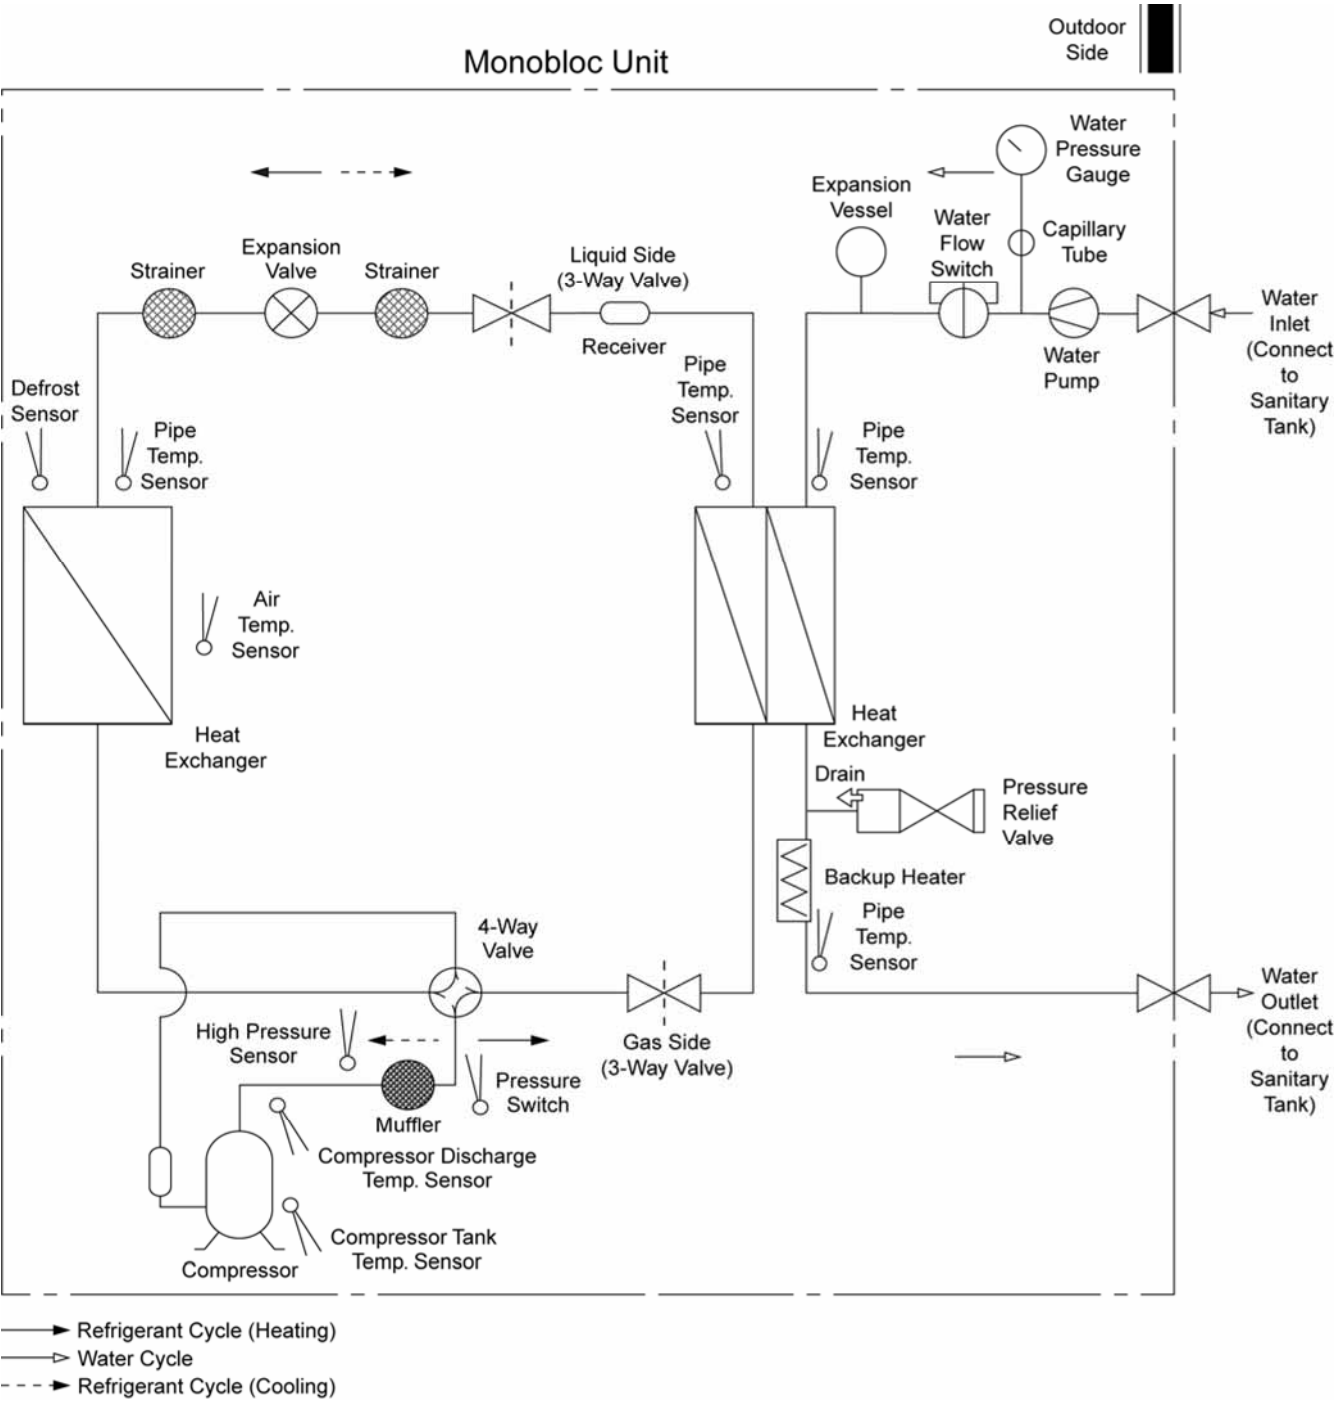 Outdoor
Side
Monobloc Unit
Water
Pressure
Gauge
Expansion
Vessel
Water
Flow
Switch
Capillary
Tube
Strainer
Expansion
Valve
Strainer
Liquid Side
(3-Way Valve)
Receiver
Water
Pump
Water
Inlet
(Connect
to
Sanitary
Tank)
Defrost
Sensor
Pipe
Temp.
Sensor
Pipe
Temp.
Sensor
Pipe
Temp.
Sensor
Air
Temp.
Sensor
Heat
Exchanger
Heat
Exchanger
Drain
Pressure
Relief
Valve
Backup Heater
Pipe
Temp.
Sensor
4-Way
Valve
Water
Outlet
(Connect
to
Sanitary
Tank)
High Pressure
Sensor
Gas Side
(3-Way Valve)
Pressure
Switch
Muffler
Compressor Discharge
Temp. Sensor
Compressor Tank
Temp. Sensor
Compressor
Refrigerant Cycle (Heating)
Water Cycle
Refrigerant Cycle (Cooling)